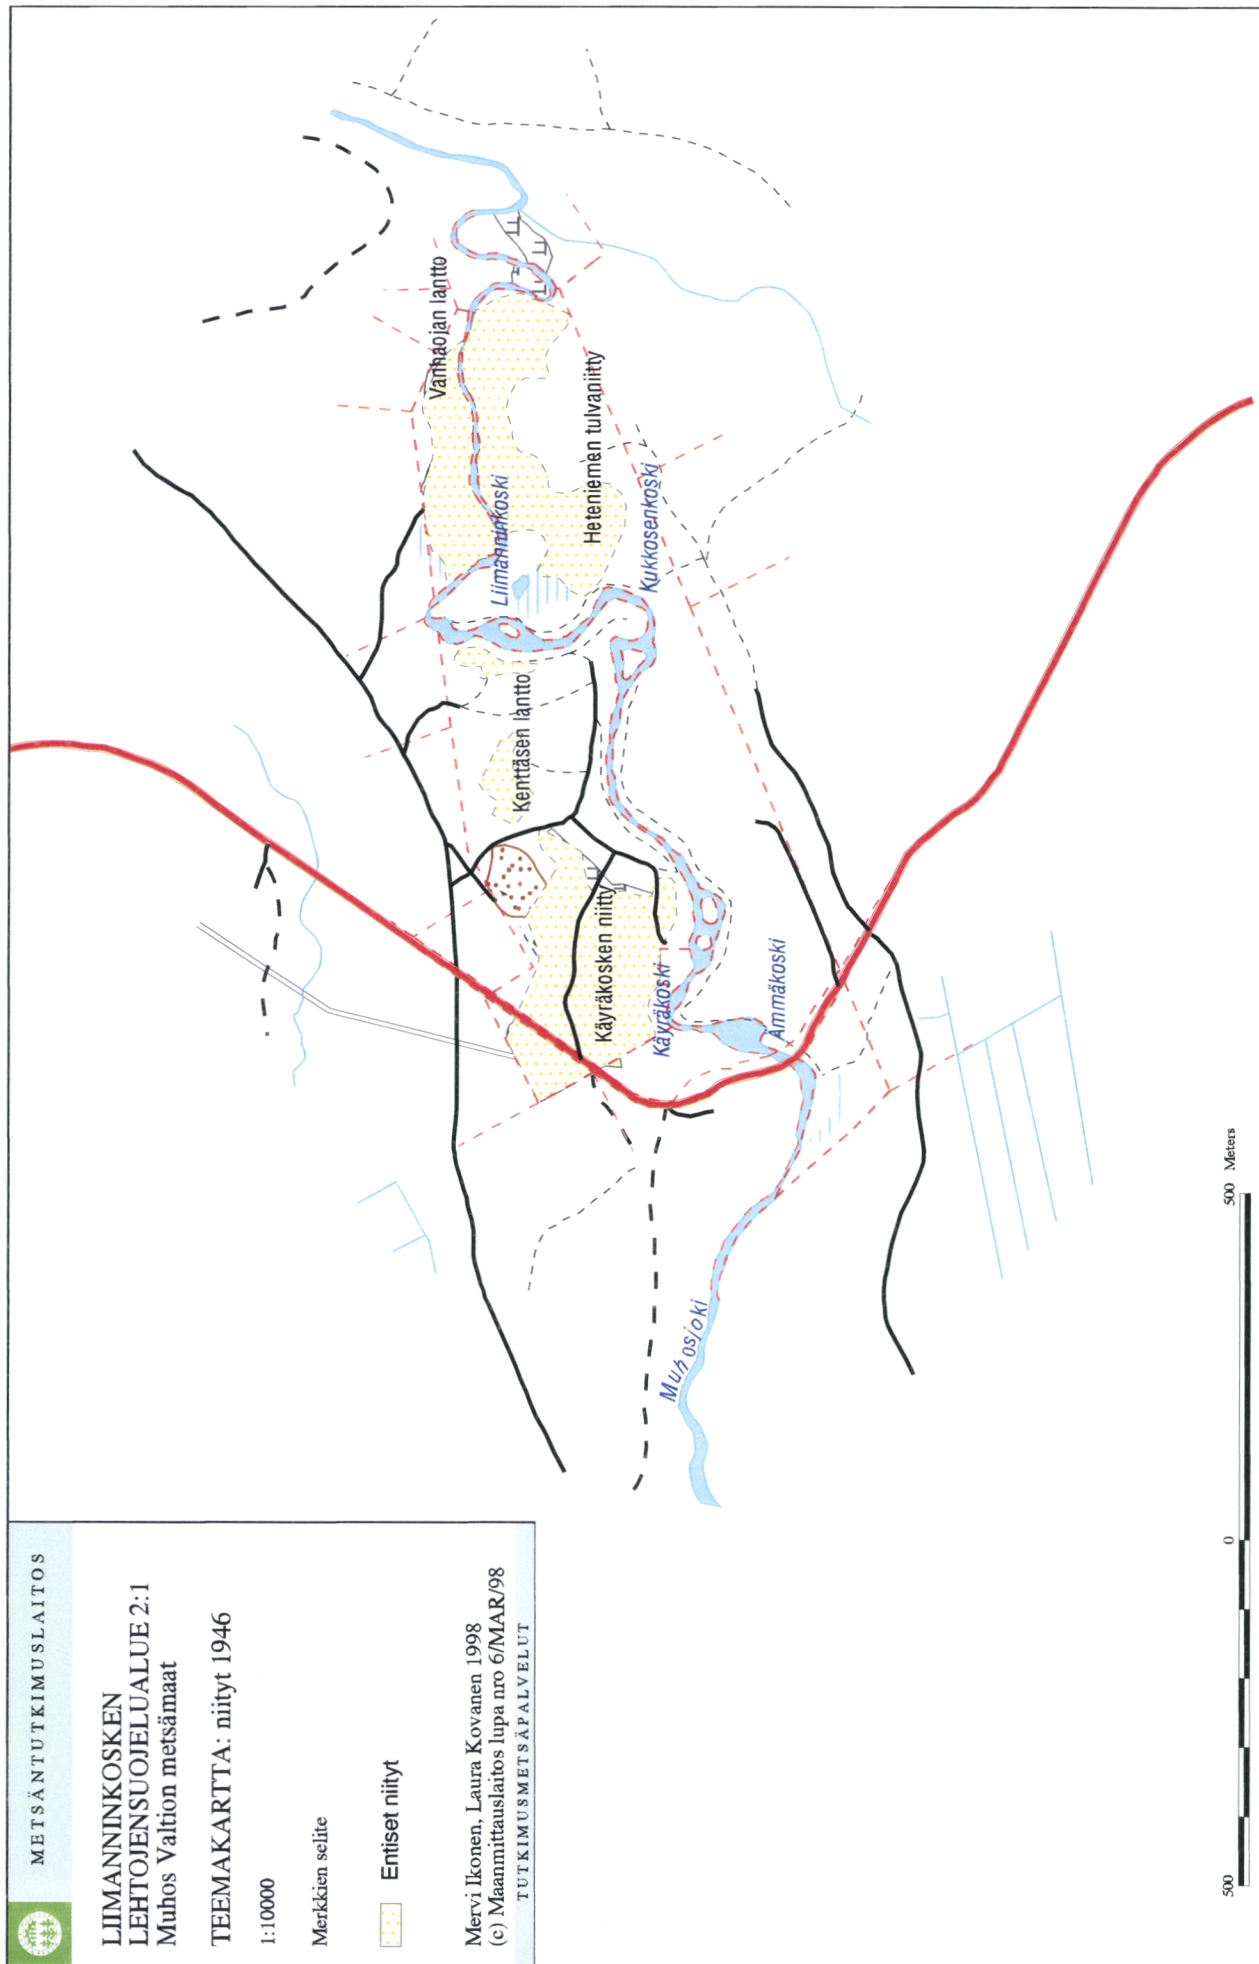 METSÄNTUTKIMUSLAITOS
LIIMANNINKOSKEN
LEHTOJENSUOJELUALUE 2:1
Muhos Valtion metsämaat
TEEMAKARTTA: niityt 1946
1:10000
Merkkien selite
Entiset niityt
Mervi Ikonen, Laura Kovanen 1998
(c) Maanmittauslaitos lupa nro 6/MAR/98
TUTKIMUSMETSÄPALVELUT
Vanhaojan lantto
Liimanninkoski
Heteniemen tulvaniitty
Kukkosenkoski
Kenttäsen lantto
Käyräkosken niitty
Käyräkoski
Ämmäkoski
Muhosjoki
500 0 500 Meters